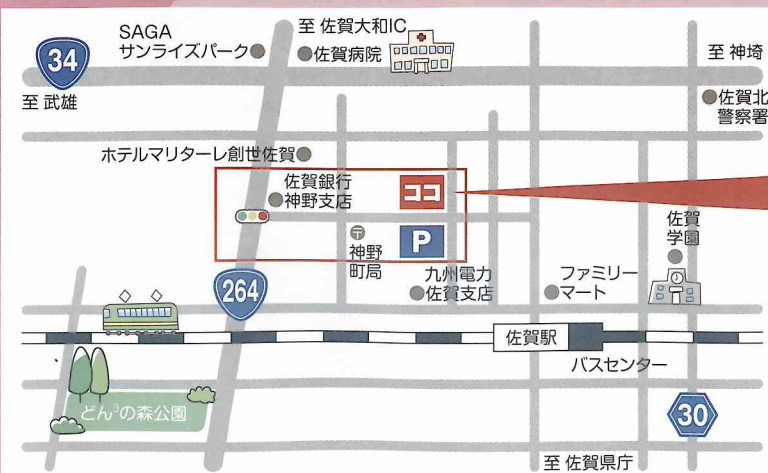 34
SAGA
サンライズパーク
至 佐賀大和IC
佐賀病院
至 神埼
至 武雄
佐賀北
警察署
ホテルマリターレ創世佐賀
佐賀銀行
神野支店
ココ
〒
神野
町局
P
佐賀
学園
264
九州電力
佐賀支店
ファミリー
マート
佐賀駅
バスセンター
どん³の森公園
30
至 佐賀県庁